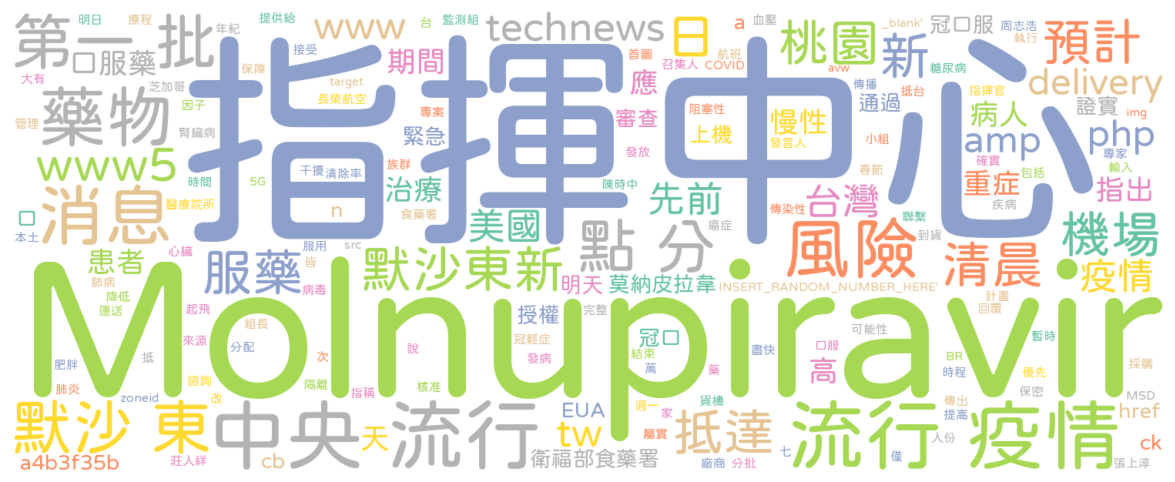 第一 批
口服藥
www
technews
日
a
血壓
_blank'
冠口服
周志浩
執行
明日
療程
提供給
台
監測組
年紀
接受
保障
期間
首圖
召集人
航班
COVID
桃園
新
預計
大有
芝加哥
target
長榮航空
應
avw
傳播
糖尿病
delivery
藥物
因子
專案
審查
阻塞性
慢性
通過
抵台
指揮官
證實
img
管理
腎臟病
緊急
上機
發言人
小組
病人
amp
php
專家
指揮中心
www5
時間
5G
干擾
清除率
族群
發放
春節
確實
輸入
治療
陳時中
重症
包括
指出
消息
醫療院所
n
食藥署
先前
傳染性
台灣
聯繫
疾病
口
本土
心臟
服用
src
美國
點 分
癌症
風險
到貨
機場
患者
服藥
皆
默沙東新
清晨
肺病
病毒
明天
莫納皮拉韋
INSERT_RANDOM_NUMBER_HERE'
疫情
降低
運送
起飛
授權
完整
計畫
回覆
Molnupiravir
組長
冠輕症
冠口
可能性
暫時
來源
分配
發病
結束
盡快
口服
肥胖
抵
次
說
萬
藥
高
BR
時程
優先
採購
肺炎
zoneid
諮詢
改
隔離
指稱
核准
貨機
保密
MSD
默沙 東
中央
流行
天
EUA
週一
家
抵達
流行
傳出
提高
疫情
href
tw
屬實
人份
ck
a4b3f35b
莊人祥
cb
衛福部食藥署
廠商
分批
七
僅
張上淳